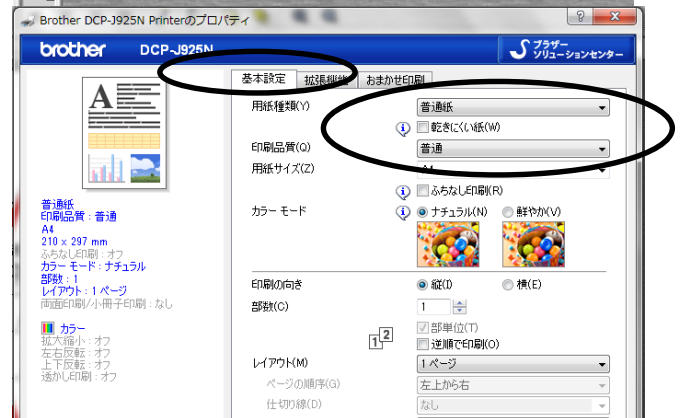 Brother DCP-J925N Printerのプロパティ
brother DCP-J925N
ブラザー
ソリューションセンター
基本設定 拡張機能 おまかせ印刷
用紙種類(Y) 普通紙
乾きにくい紙(W)
印刷品質(Q) 普通
用紙サイズ(Z) A4
ふちなし印刷(R)
カラー モード ナチュラル(N) 鮮やか(V)
印刷の向き 縦(I) 横(E)
部数(C) 1
部単位(T)
逆順で印刷(O)
レイアウト(M) 1 ページ
ページの順序(G) 左上から右
仕切り線(D) なし
A
普通紙
印刷品質 : 普通
A4
210 x 297 mm
ふちなし印刷 : オフ
カラー モード : ナチュラル
部数 : 1
レイアウト : 1 ページ
両面印刷/小冊子印刷 : なし
カラー
拡大縮小 : オフ
左右反転 : オフ
上下反転 : オフ
透かし印刷 : オフ
1 2